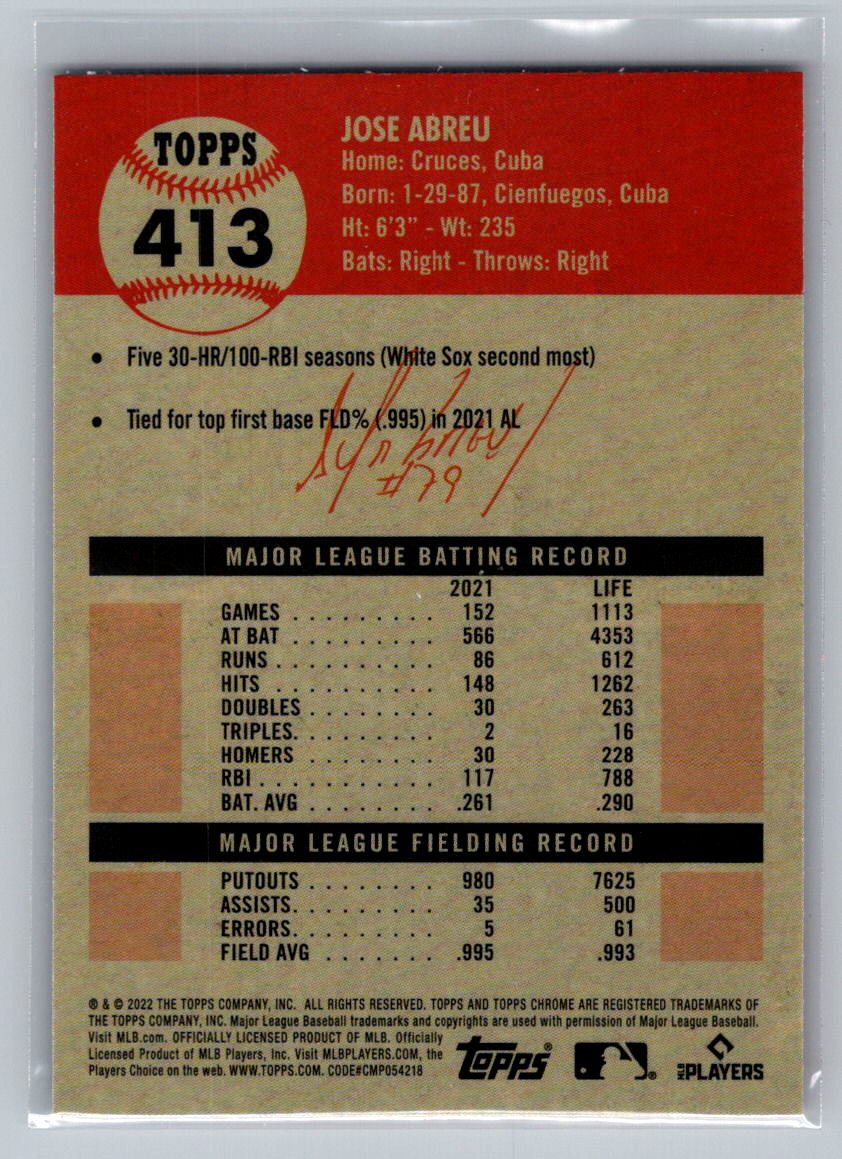 TOPPS
413
JOSE ABREU
Home: Cruces, Cuba
Born: 1-29-87, Cienfuegos, Cuba
Ht: 6'3" - Wt: 235
Bats: Right - Throws: Right
• Five 30-HR/100-RBI seasons (White Sox second most)
• Tied for top first base FLD% (.995) in 2021 AL
#79
MAJOR LEAGUE BATTING RECORD
2021 LIFE
GAMES . . . . . . . . . 152 1113
AT BAT . . . . . . . . . . 566 4353
RUNS . . . . . . . . . . 86 612
HITS . . . . . . . . . . 148 1262
DOUBLES . . . . . . . . 30 263
TRIPLES. . . . . . . . . 2 16
HOMERS . . . . . . . . 30 228
RBI . . . . . . . . . . . 117 788
BAT. AVG . . . . . . . . .261 .290
MAJOR LEAGUE FIELDING RECORD
PUTOUTS . . . . . . . . 980 7625
ASSISTS. . . . . . . . . 35 500
ERRORS. . . . . . . . . 5 61
FIELD AVG . . . . . . . .995 .993
® & © 2022 THE TOPPS COMPANY, INC. ALL RIGHTS RESERVED. TOPPS AND TOPPS CHROME ARE REGISTERED TRADEMARKS OF
THE TOPPS COMPANY, INC. Major League Baseball trademarks and copyrights are used with permission of Major League Baseball.
Visit MLB.com. OFFICIALLY LICENSED PRODUCT OF MLB. Officially
Licensed Product of MLB Players, Inc. Visit MLBPLAYERS.COM, the
Players Choice on the web. WWW.TOPPS.COM. CODE#CMP054218
Topps®
®
MLB PLAYERS